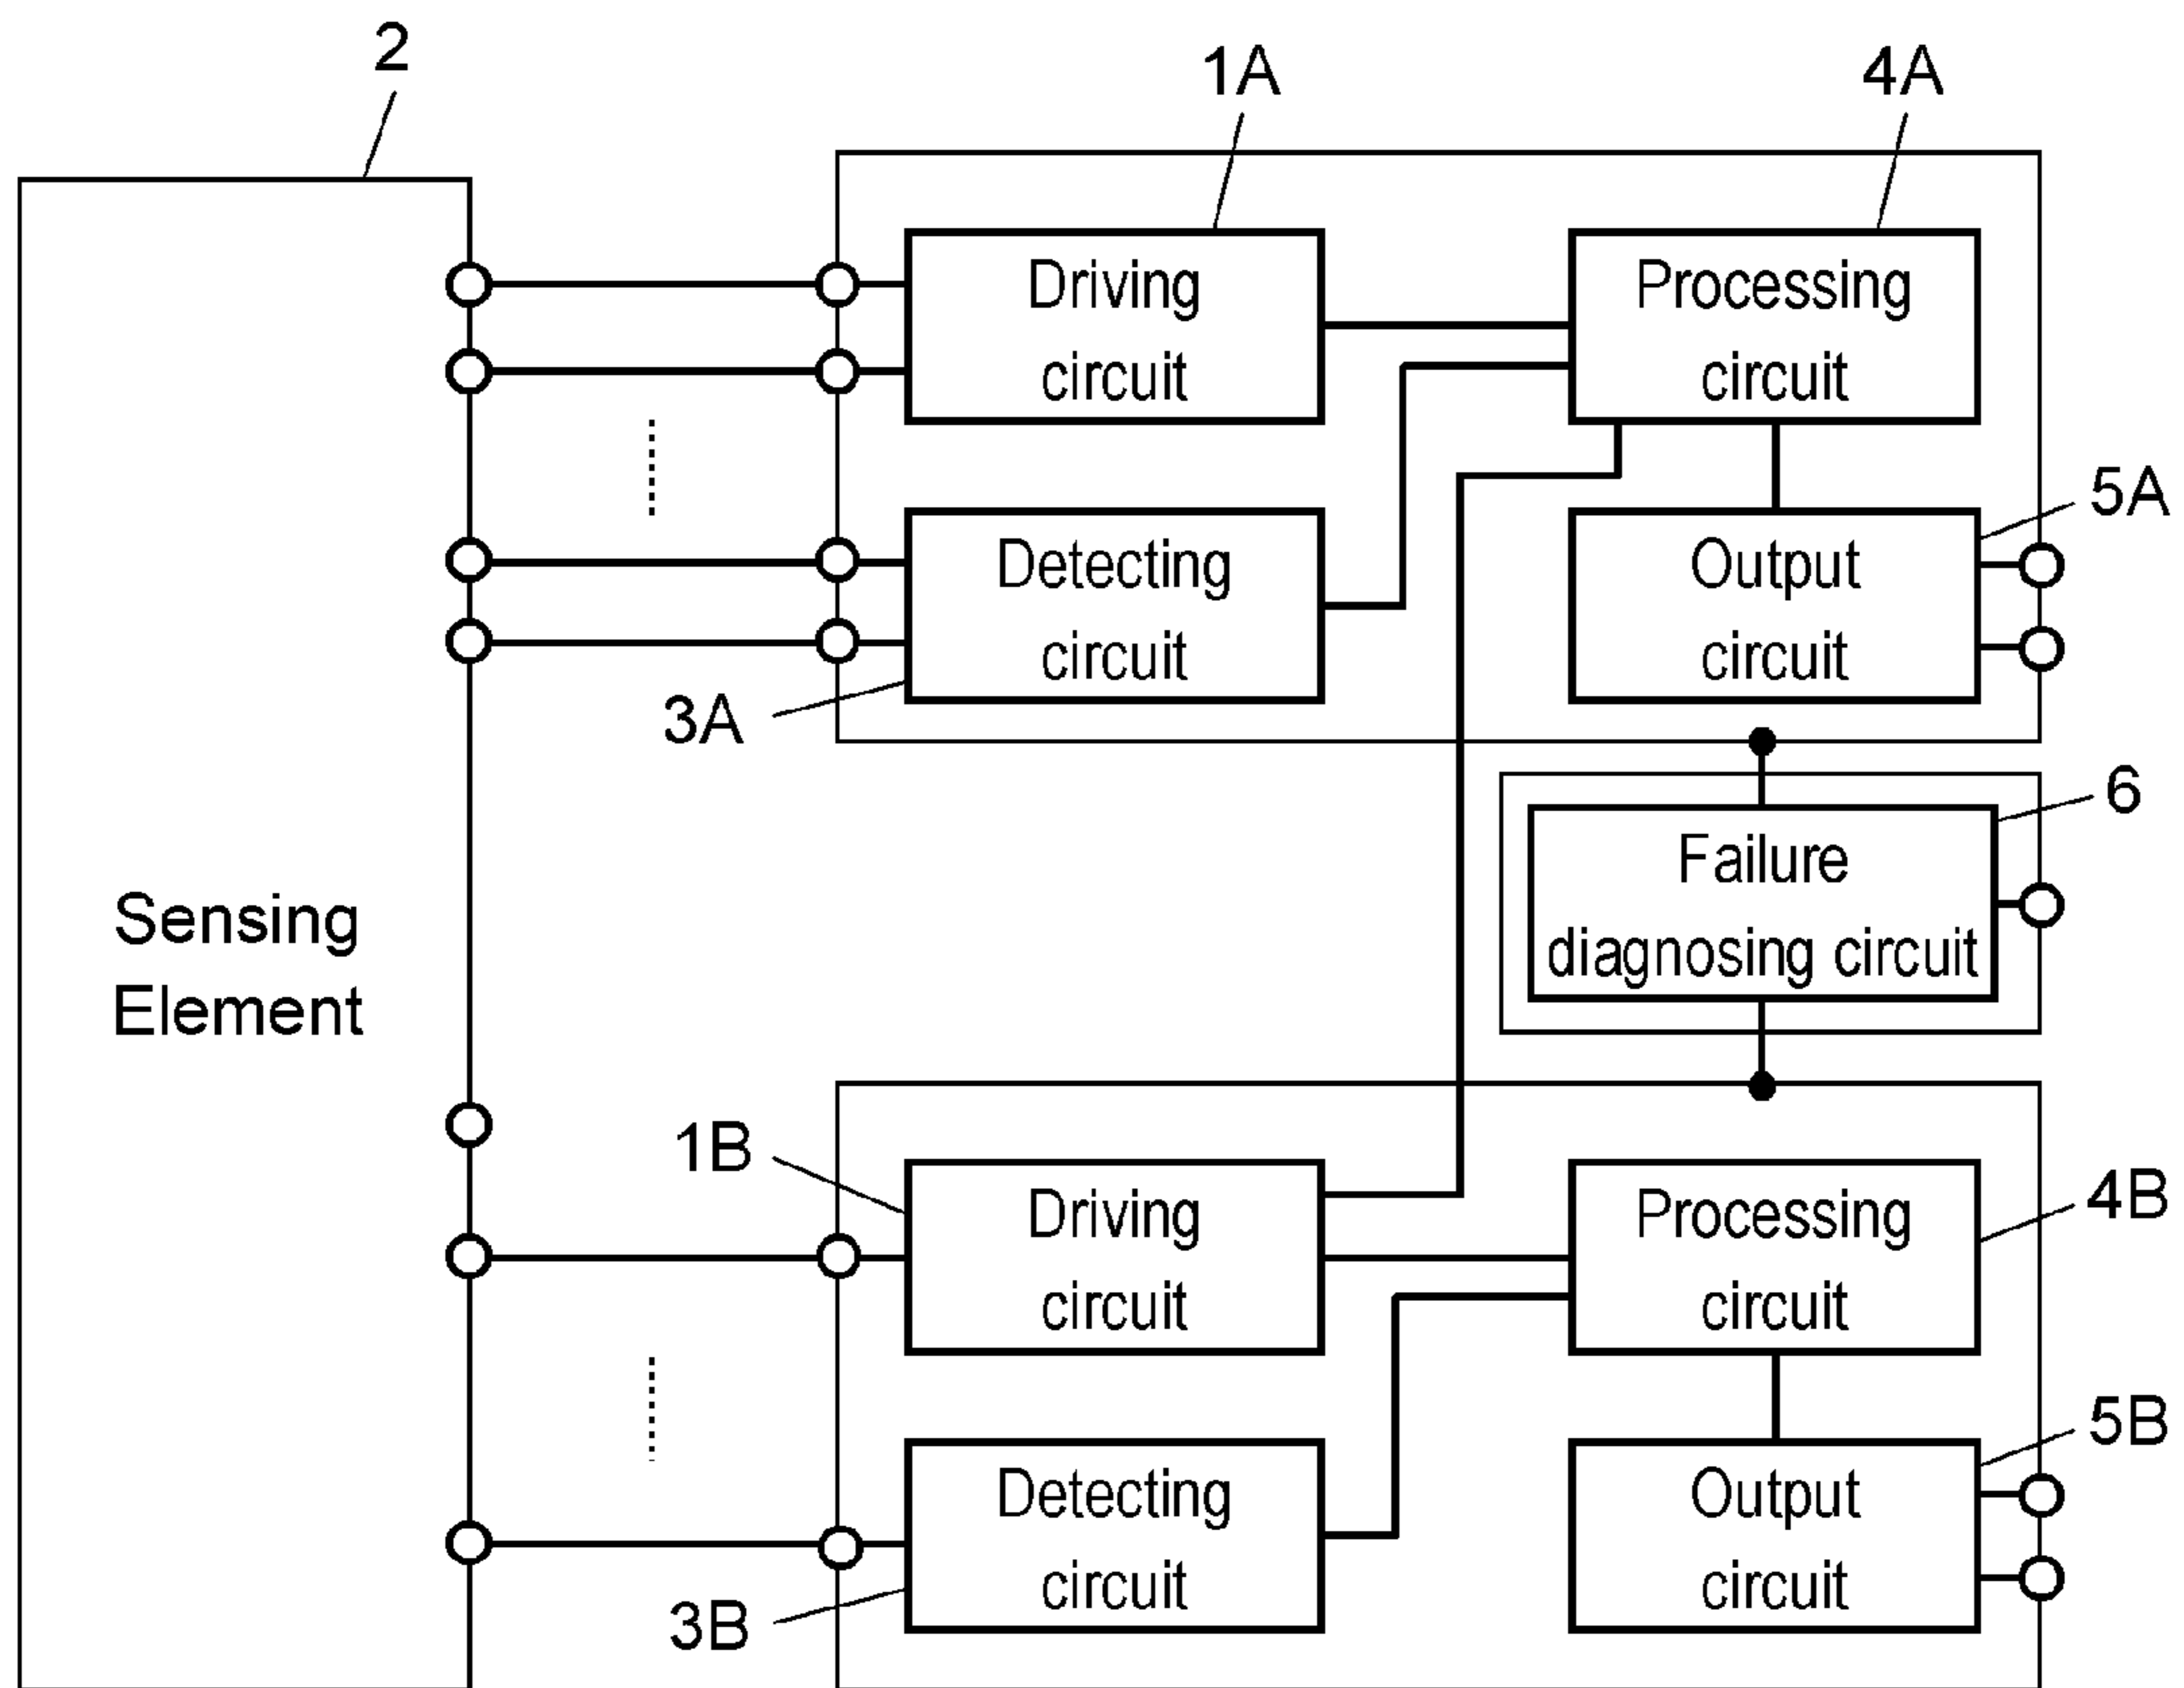 2
1A
4A
Driving
circuit
Processing
circuit
5A
Detecting
circuit
Output
circuit
3A
6
Failure
diagnosing circuit
Sensing
Element
1B
Driving
circuit
Processing
circuit
4B
5B
Detecting
circuit
Output
circuit
3B